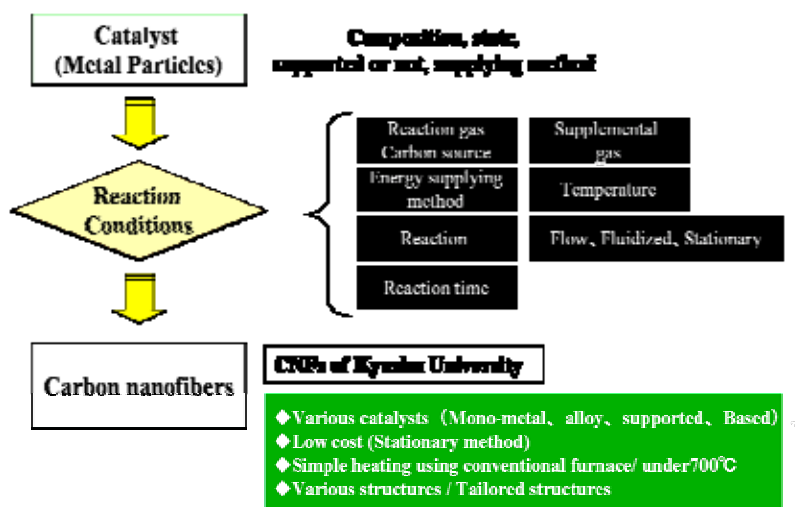 Catalyst
(Metal Particles)
Composition, state,
supported or not, supplying method
Reaction
Conditions
Reaction gas
Carbon source
Supplemental
gas
Energy supplying
method
Temperature
Reaction
Flow、Fluidized、Stationary
Reaction time
Carbon nanofibers
CNFs of Kyushu University
◆Various catalysts（Mono-metal、alloy、supported、Based）
◆Low cost (Stationary method)
◆Simple heating using conventional furnace/ under700℃
◆Various structures / Tailored structures